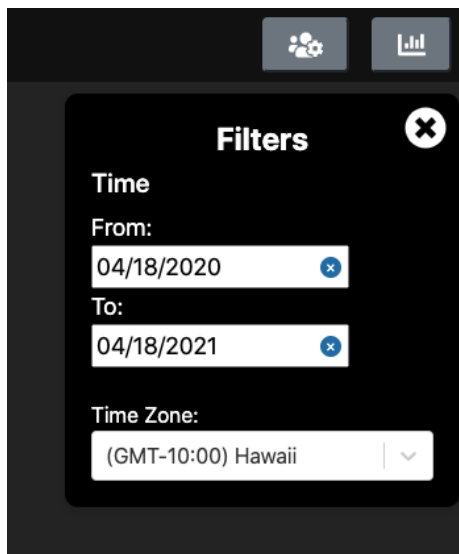 Filters
Time
From:
04/18/2020
To:
04/18/2021
Time Zone:
(GMT-10:00) Hawaii